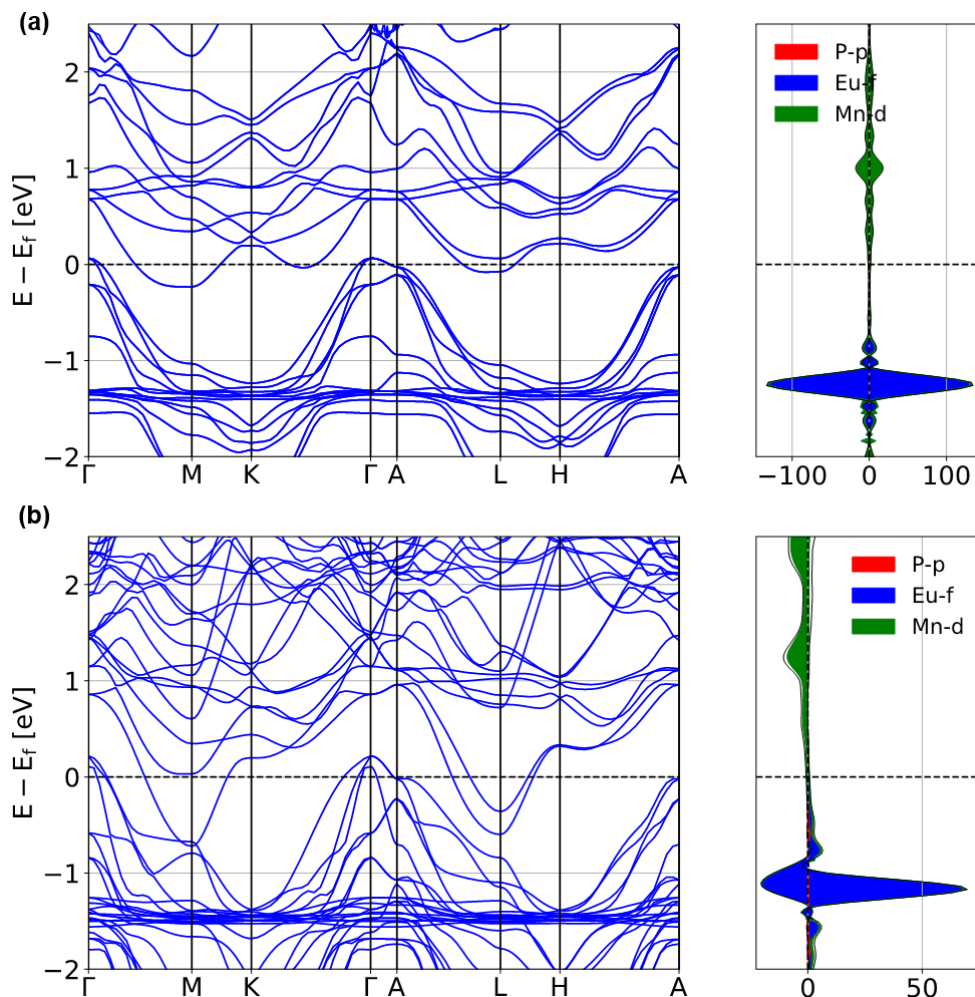 (a)
E − E_f [eV]
2
1
0
−1
−2
Γ M K Γ A L H A
P-p
Eu-f
Mn-d
−100 0 100
(b)
E − E_f [eV]
2
1
0
−1
−2
Γ M K Γ A L H A
P-p
Eu-f
Mn-d
0 50